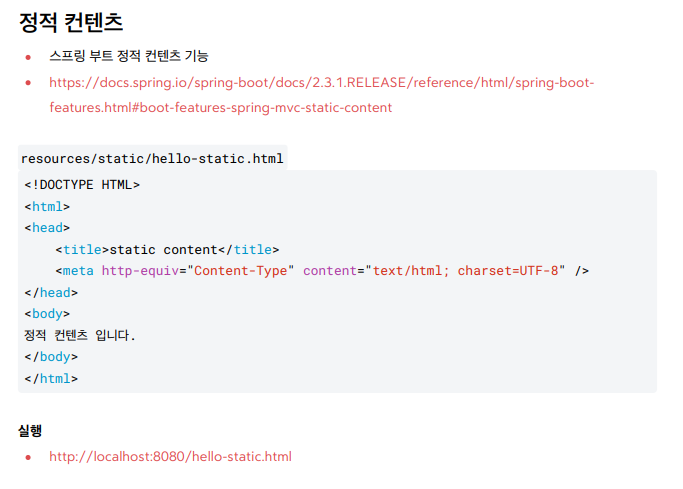 정적 컨텐츠
스프링 부트 정적 컨텐츠 기능
https://docs.spring.io/spring-boot/docs/2.3.1.RELEASE/reference/html/spring-boot-
features.html#boot-features-spring-mvc-static-content
resources/static/hello-static.html
<!DOCTYPE HTML>
<html>
<head>
    <title>static content</title>
    <meta http-equiv="Content-Type" content="text/html; charset=UTF-8" />
</head>
<body>
정적 컨텐츠 입니다.
</body>
</html>
실행
http://localhost:8080/hello-static.html